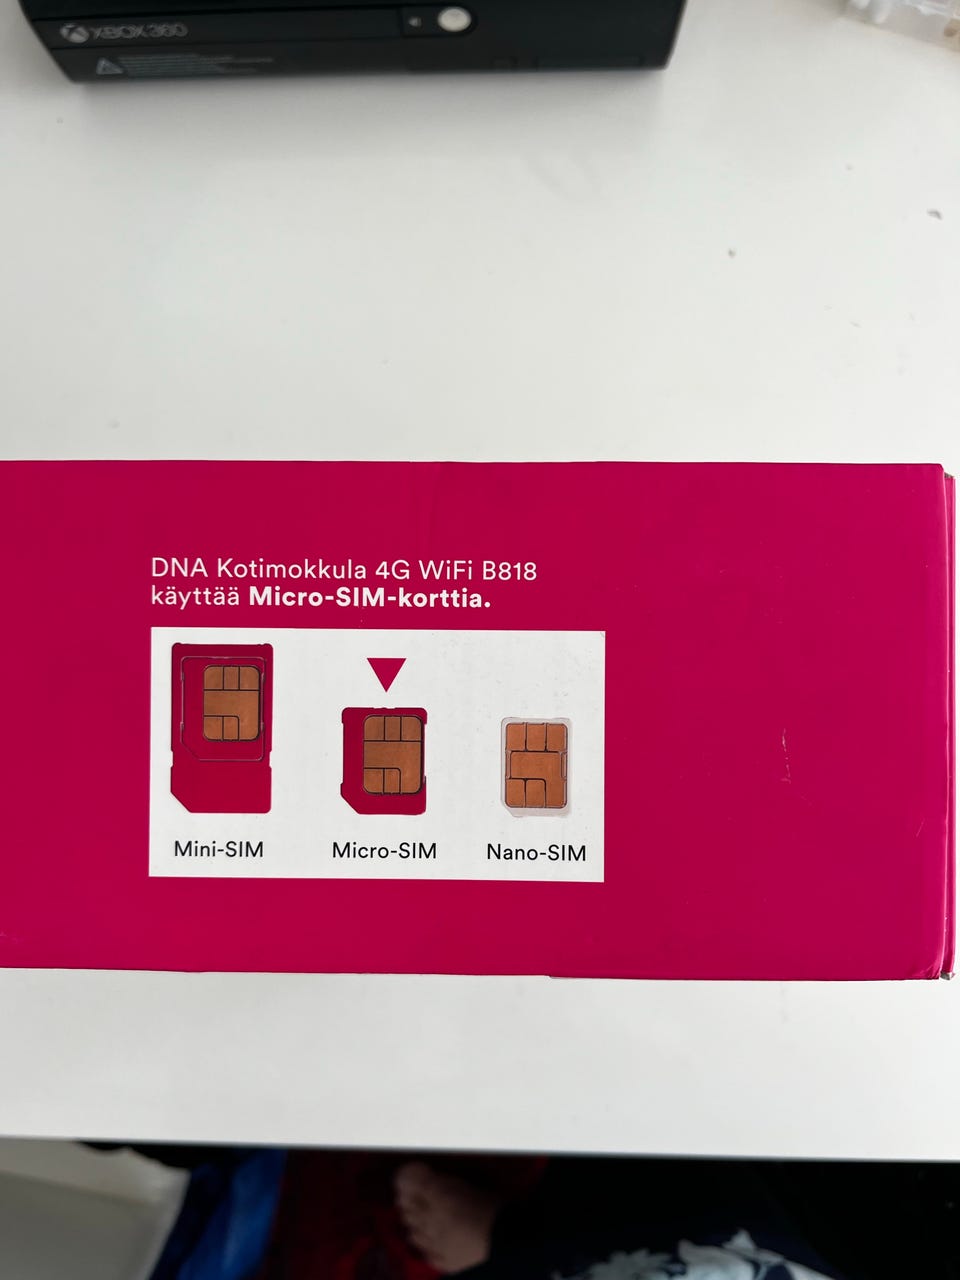 XBOX 360
DNA Kotimokkula 4G WiFi B818
käyttää Micro-SIM-korttia.
Mini-SIM
Micro-SIM
Nano-SIM